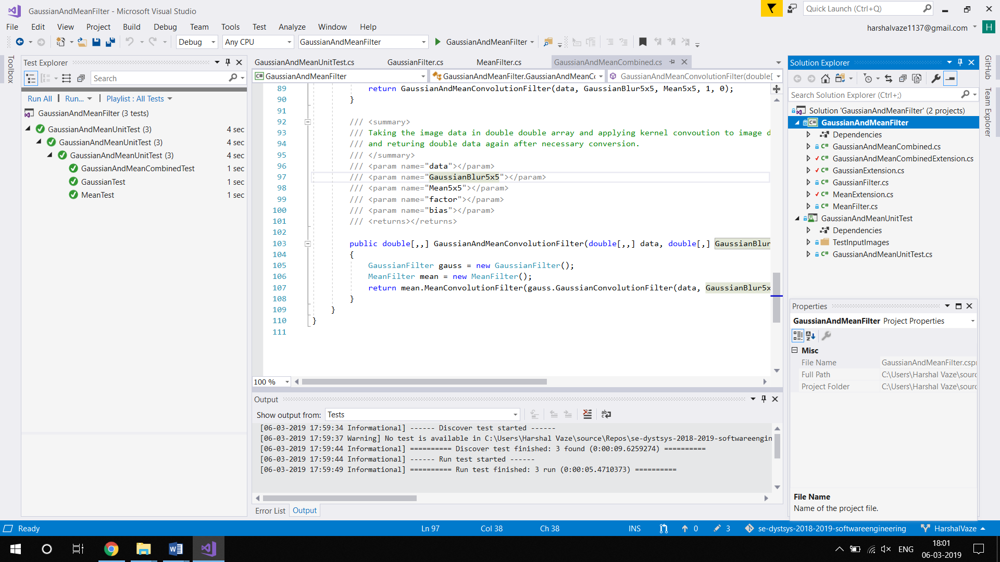 GaussianAndMeanFilter - Microsoft Visual Studio
Quick Launch (Ctrl+Q)
File Edit View Project Build Debug Team Tools Test Analyze Window Help
harshalvaze1137@gmail.com H
Debug Any CPU GaussianAndMeanFilter GaussianAndMeanFilter
Toolbox
Test Explorer
Search
Run All | Run... | Playlist : All Tests
GaussianAndMeanFilter (3 tests)
GaussianAndMeanUnitTest (3) 4 sec
GaussianAndMeanUnitTest (3) 4 sec
GaussianAndMeanUnitTest (3) 4 sec
GaussianAndMeanCombinedTest 1 sec
GaussianTest 1 sec
MeanTest 1 sec
GaussianAndMeanUnitTest.cs GaussianFilter.cs MeanFilter.cs GaussianAndMeanCombined.cs
GaussianAndMeanFilter GaussianAndMeanFilter.GaussianAndMeanCo GaussianAndMeanConvolutionFilter(double[
89 return GaussianAndMeanConvolutionFilter(data, GaussianBlur5x5, Mean5x5, 1, 0);
90 }
91
92 /// <summary>
93 /// Taking the image data in double double array and applying kernel convoution to image d
94 /// and returing double data again after necessary conversion.
95 /// </summary>
96 /// <param name="data"></param>
97 /// <param name="GaussianBlur5x5"></param>
98 /// <param name="Mean5x5"></param>
99 /// <param name="factor"></param>
100 /// <param name="bias"></param>
101 /// <returns></returns>
102
103 public double[,,] GaussianAndMeanConvolutionFilter(double[,,] data, double[,] GaussianBlur
104 {
105 GaussianFilter gauss = new GaussianFilter();
106 MeanFilter mean = new MeanFilter();
107 return mean.MeanConvolutionFilter(gauss.GaussianConvolutionFilter(data, GaussianBlur5x
108 }
109 }
110 }
111
100 %
Output
Show output from: Tests
[06-03-2019 17:59:34 Informational] ------ Discover test started ------
[06-03-2019 17:59:37 Warning] No test is available in C:\Users\Harshal Vaze\source\Repos\se-dystsys-2018-2019-softwareengin
[06-03-2019 17:59:44 Informational] ========== Discover test finished: 3 found (0:00:09.6259274) ==========
[06-03-2019 17:59:44 Informational] ------ Run test started ------
[06-03-2019 17:59:49 Informational] ========== Run test finished: 3 run (0:00:05.4710373) ==========
Error List Output
Solution Explorer
Search Solution Explorer (Ctrl+;)
Solution 'GaussianAndMeanFilter' (2 projects)
GaussianAndMeanFilter
Dependencies
C# GaussianAndMeanCombined.cs
C# GaussianAndMeanCombinedExtension.cs
C# GaussianExtension.cs
C# GaussianFilter.cs
C# MeanExtension.cs
C# MeanFilter.cs
GaussianAndMeanUnitTest
Dependencies
TestInputImages
C# GaussianAndMeanUnitTest.cs
Properties
GaussianAndMeanFilter Project Properties
Misc
File Name GaussianAndMeanFilter.cspr
Full Path C:\Users\Harshal Vaze\sourc
Project Folder C:\Users\Harshal Vaze\sourc
File Name
Name of the project file.
GitHub
Team Explorer
Ready Ln 97 Col 38 Ch 38 INS 0 3 se-dystsys-2018-2019-softwareengineering HarshalVaze
ENG
18:01
06-03-2019